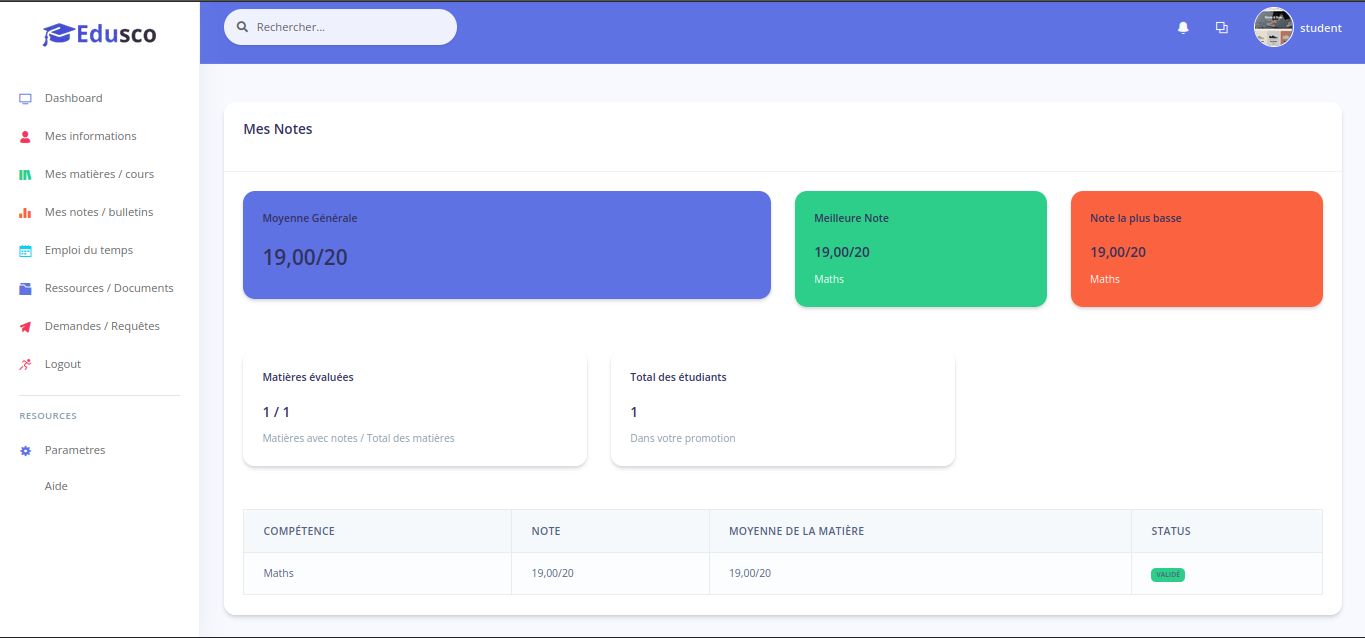 Edusco
Rechercher...
student
Dashboard
Mes informations
Mes matières / cours
Mes notes / bulletins
Emploi du temps
Ressources / Documents
Demandes / Requêtes
Logout
RESOURCES
Parametres
Aide
Mes Notes
Moyenne Générale
19,00/20
Meilleure Note
19,00/20
Maths
Note la plus basse
19,00/20
Maths
Matières évaluées
1 / 1
Matières avec notes / Total des matières
Total des étudiants
1
Dans votre promotion
COMPÉTENCE NOTE MOYENNE DE LA MATIÈRE STATUS
Maths 19,00/20 19,00/20 VALIDÉ